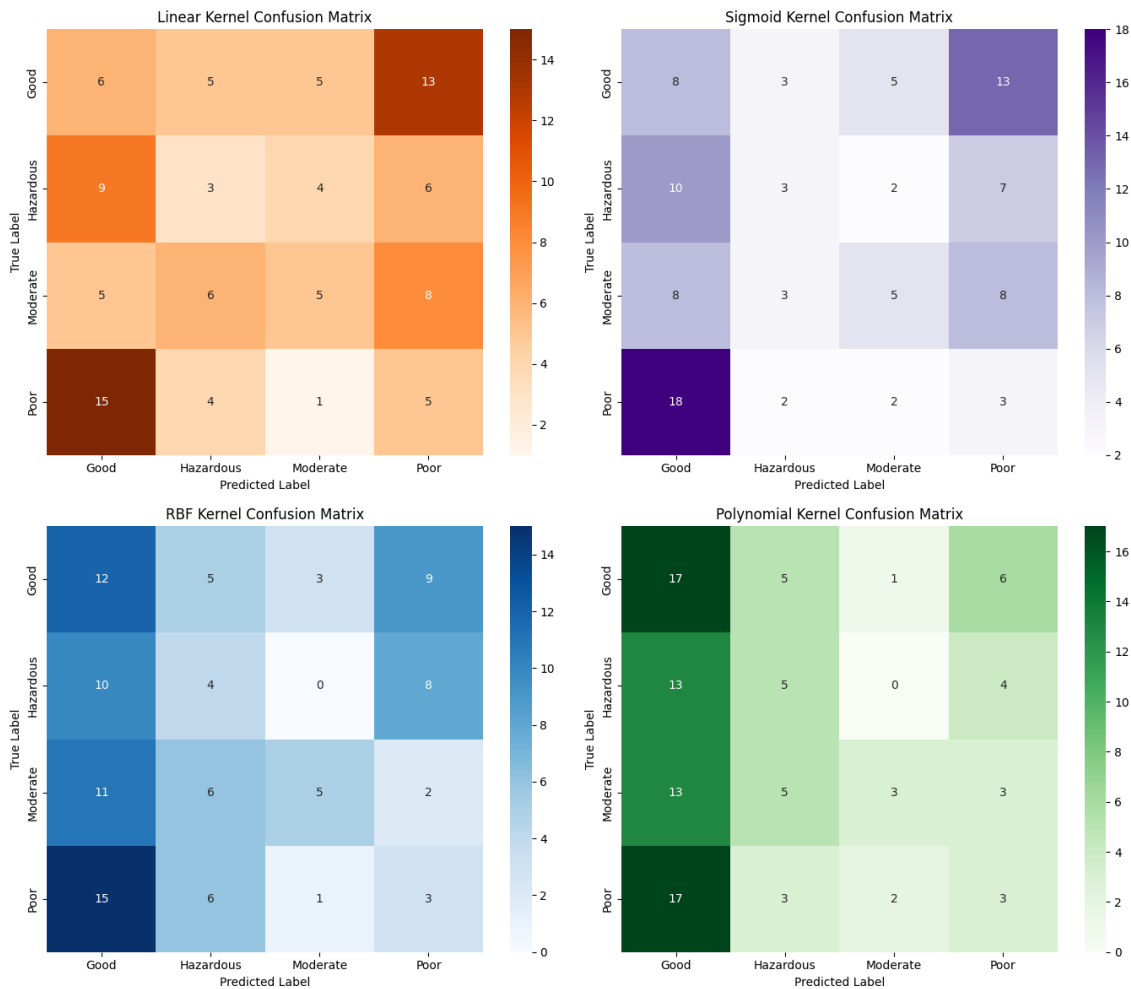 Linear Kernel Confusion Matrix
True Label
Good
6 5 5 13
Hazardous
9 3 4 6
Moderate
5 6 5 8
Poor
15 4 1 5
Good Hazardous Moderate Poor
Predicted Label
14
12
10
8
6
4
2
Sigmoid Kernel Confusion Matrix
True Label
Good
8 3 5 13
Hazardous
10 3 2 7
Moderate
8 3 5 8
Poor
18 2 2 3
Good Hazardous Moderate Poor
Predicted Label
18
16
14
12
10
8
6
4
2
RBF Kernel Confusion Matrix
True Label
Good
12 5 3 9
Hazardous
10 4 0 8
Moderate
11 6 5 2
Poor
15 6 1 3
Good Hazardous Moderate Poor
Predicted Label
14
12
10
8
6
4
2
0
Polynomial Kernel Confusion Matrix
True Label
Good
17 5 1 6
Hazardous
13 5 0 4
Moderate
13 5 3 3
Poor
17 3 2 3
Good Hazardous Moderate Poor
Predicted Label
16
14
12
10
8
6
4
2
0